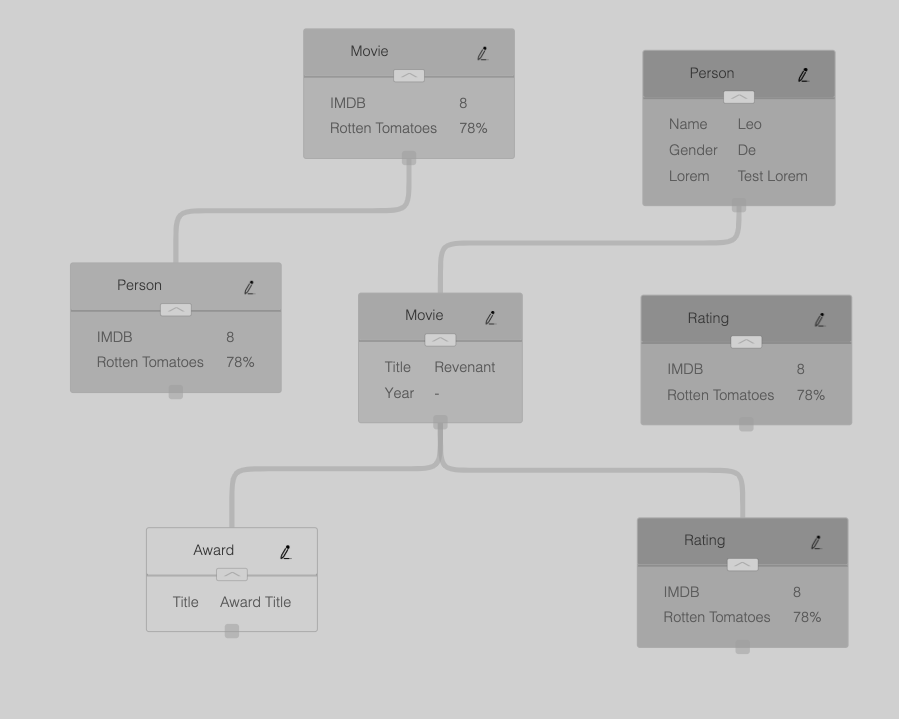 Movie
IMDB 8
Rotten Tomatoes 78%
Person
Name Leo
Gender De
Lorem Test Lorem
Person
IMDB 8
Rotten Tomatoes 78%
Movie
Title Revenant
Year -
Rating
IMDB 8
Rotten Tomatoes 78%
Award
Title Award Title
Rating
IMDB 8
Rotten Tomatoes 78%